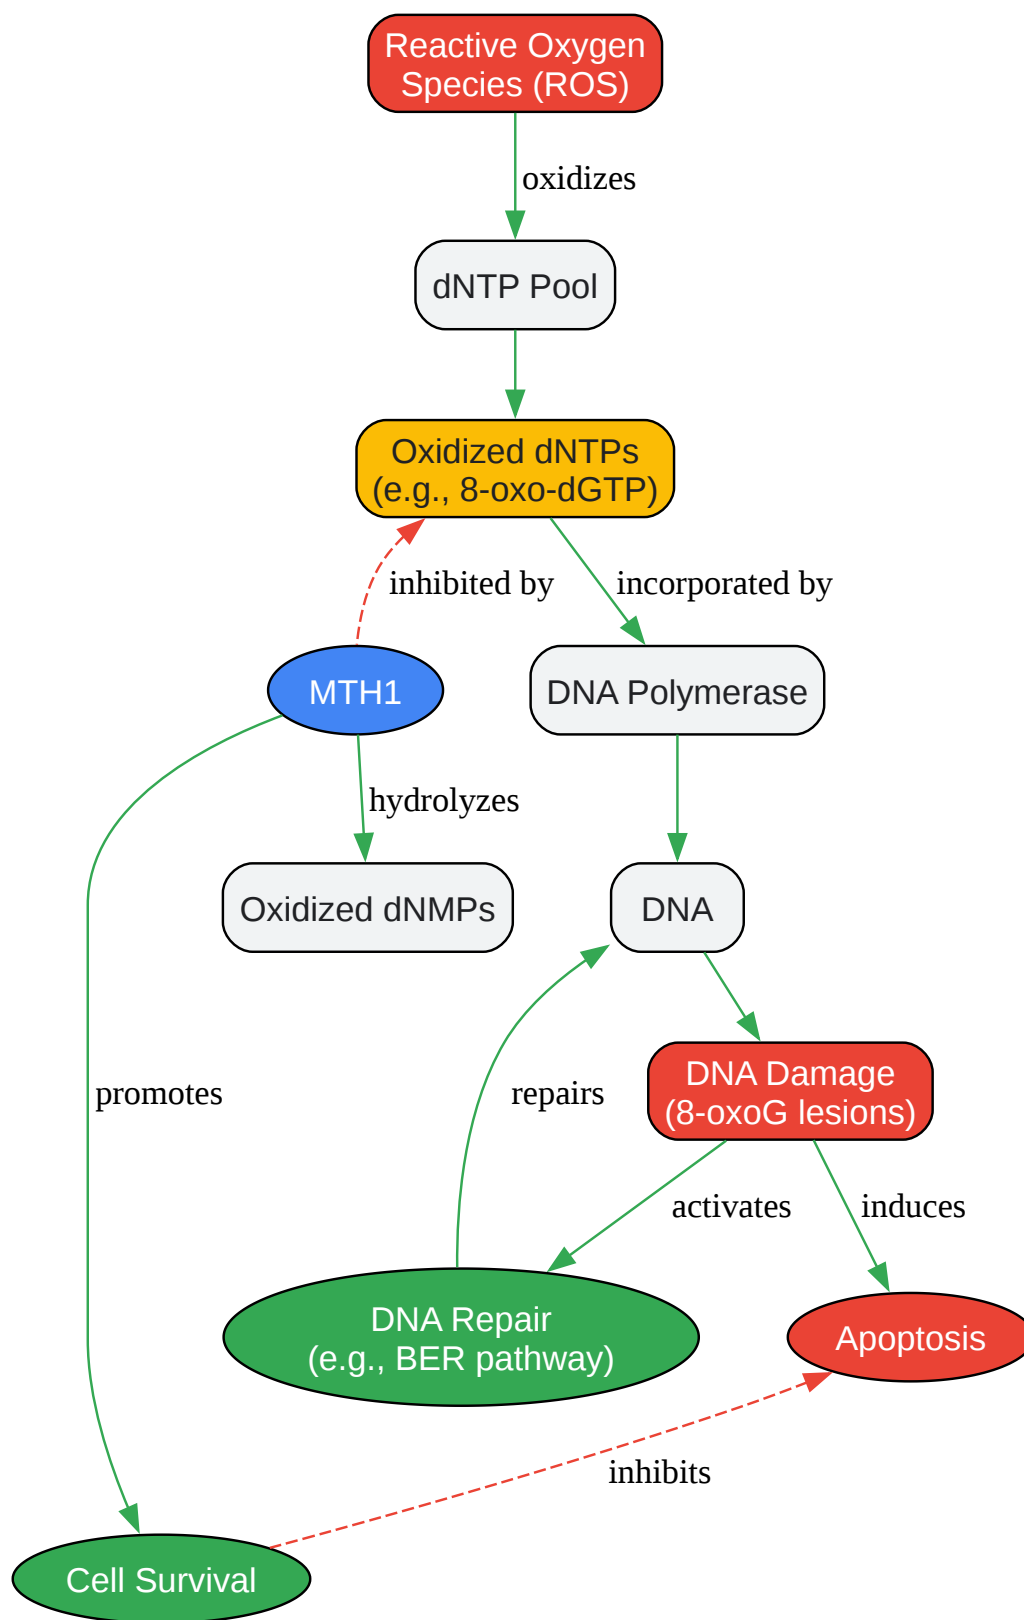 Reactive Oxygen
Species (ROS)
oxidizes
dNTP Pool
Oxidized dNTPs
(e.g., 8-oxo-dGTP)
inhibited by
incorporated by
MTH1
DNA Polymerase
hydrolyzes
Oxidized dNMPs
DNA
promotes
repairs
DNA Damage
(8-oxoG lesions)
activates
induces
DNA Repair
(e.g., BER pathway)
Apoptosis
inhibits
Cell Survival